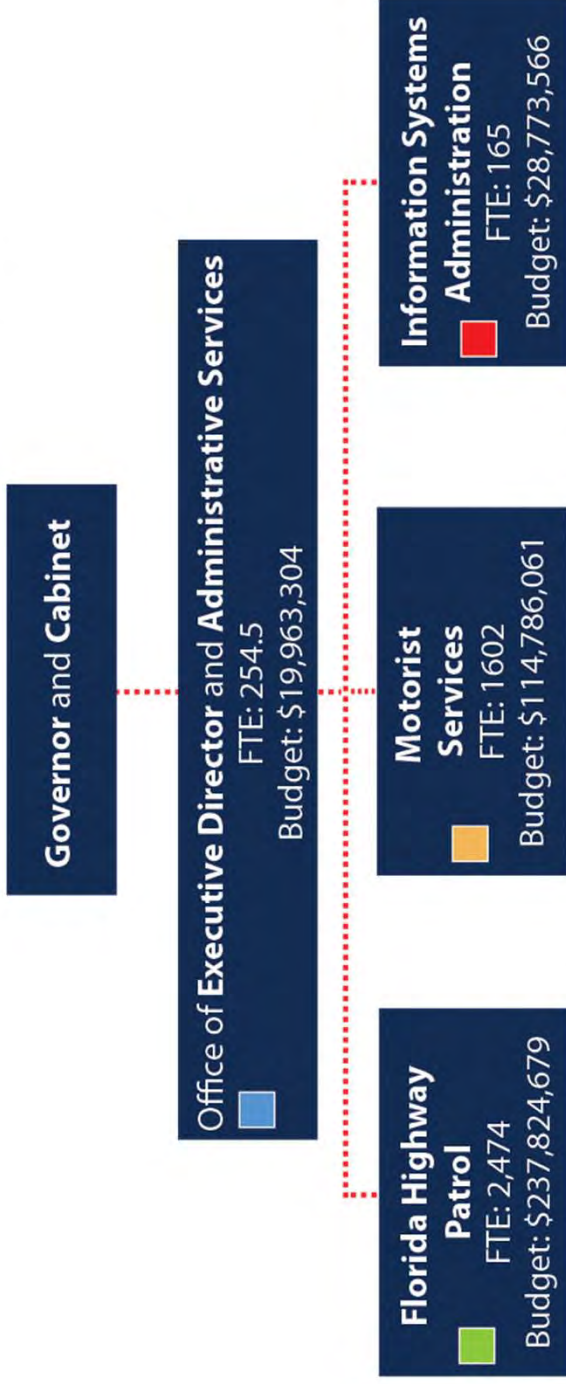 Governor and Cabinet
Office of Executive Director and Administrative Services
FTE: 254.5
Budget: $19,963,304
Florida Highway
Patrol
FTE: 2,474
Budget: $237,824,679
Motorist
Services
FTE: 1602
Budget: $114,786,061
Information Systems
Administration
FTE: 165
Budget: $28,773,566